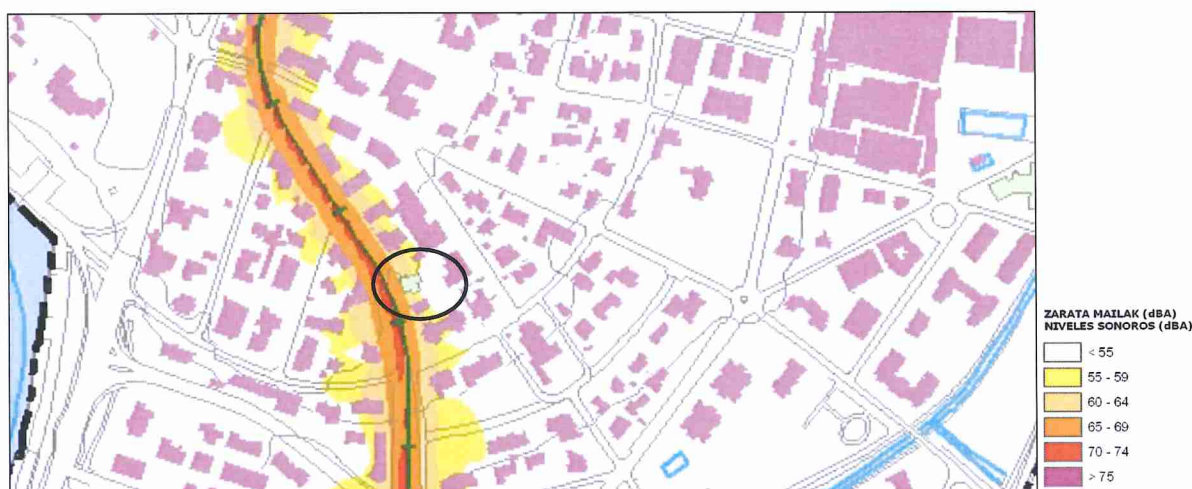 ZARATA MAILAK (dBA)
NIVELES SONOROS (dBA)
< 55
55 - 59
60 - 64
65 - 69
70 - 74
> 75